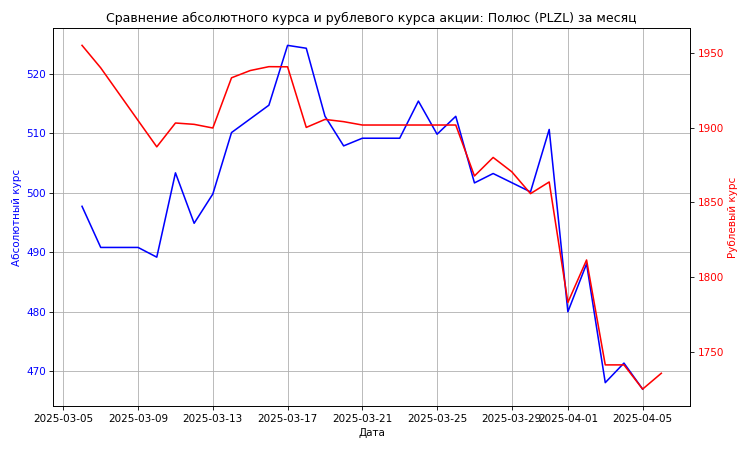 Сравнение абсолютного курса и рублевого курса акции: Полюс (PLZL) за месяц
Абсолютный курс
520
510
500
490
480
470
1950
1900
1850
1800
1750
Рублевый курс
2025-03-05 2025-03-09 2025-03-13 2025-03-17 2025-03-21 2025-03-25 2025-03-29 2025-04-01 2025-04-05
Дата